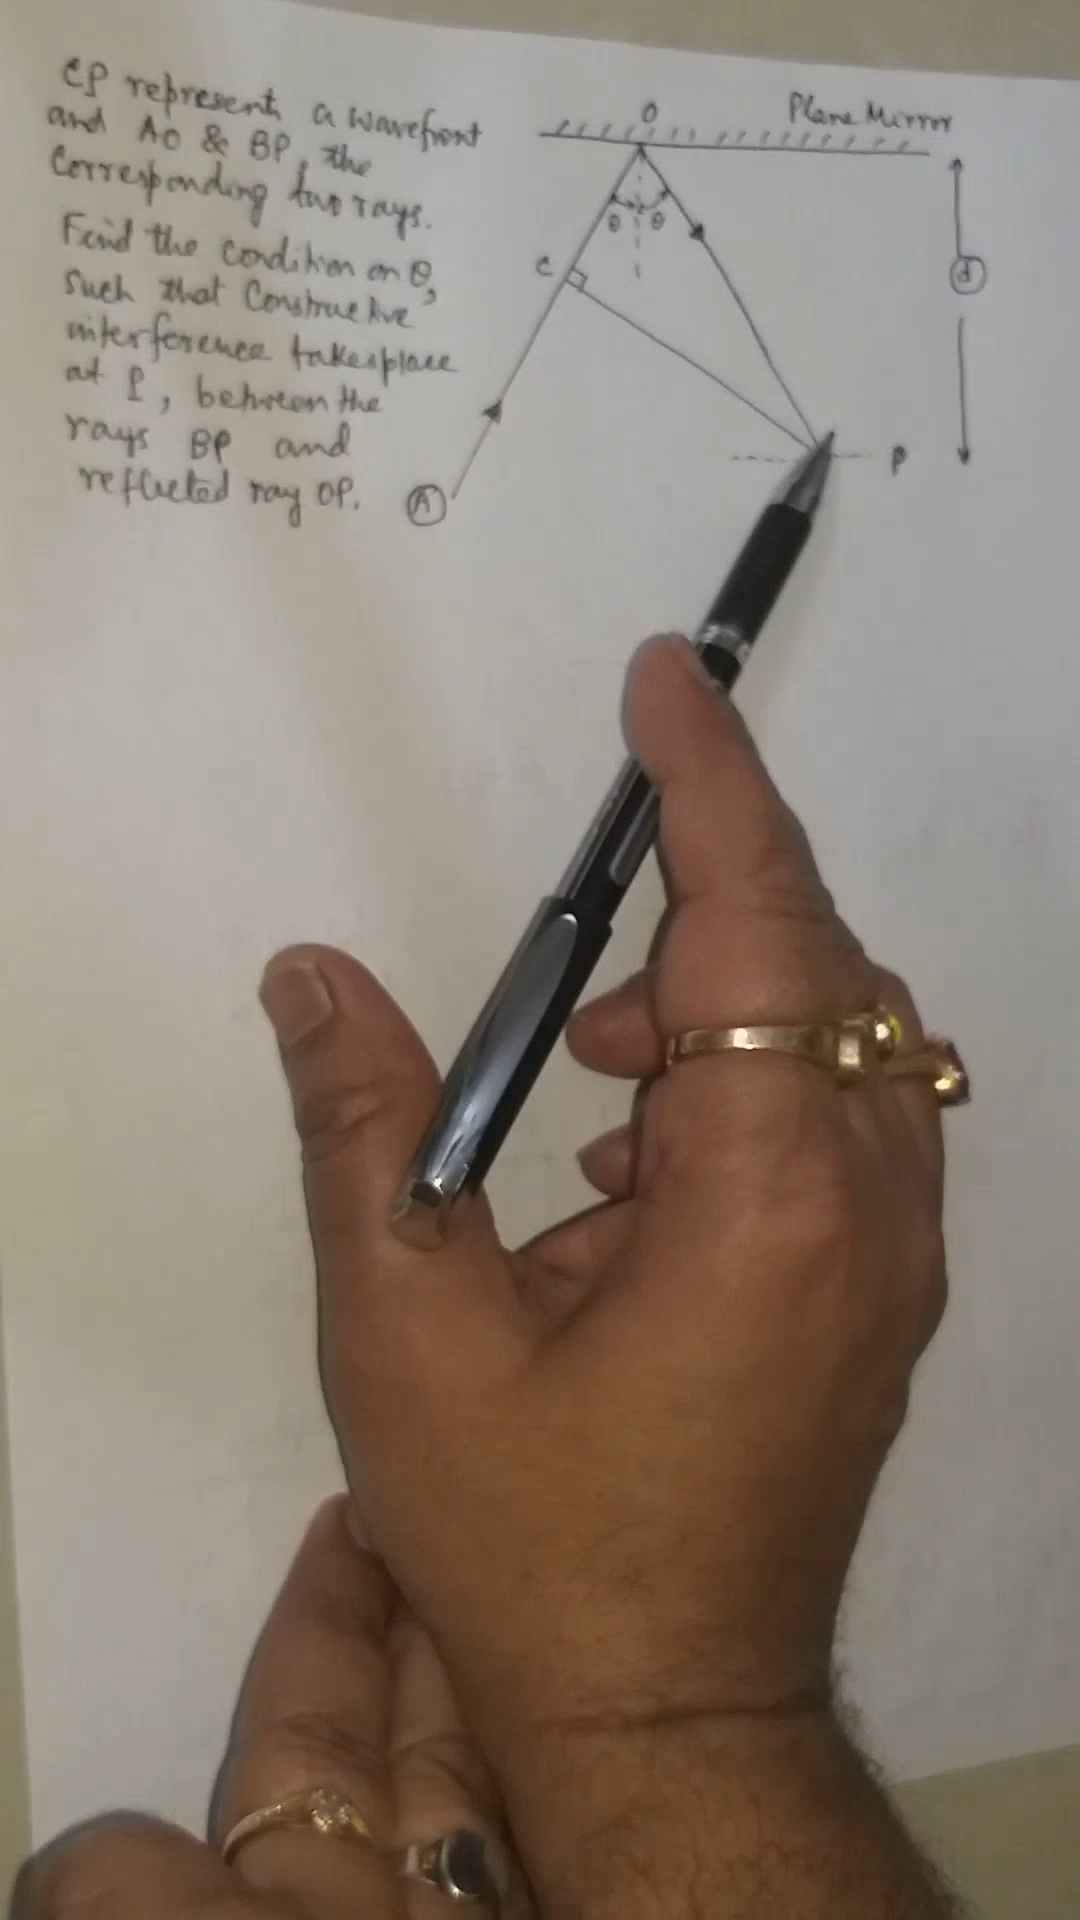 CP represent a wavefront
and AO & BP, the
Corresponding two rays.
Find the condition on θ,
such that Constructive
interference takesplace
at P, between the
rays BP and
reflected ray OP.
O
Plane Mirror
θ θ
C
d
P
A